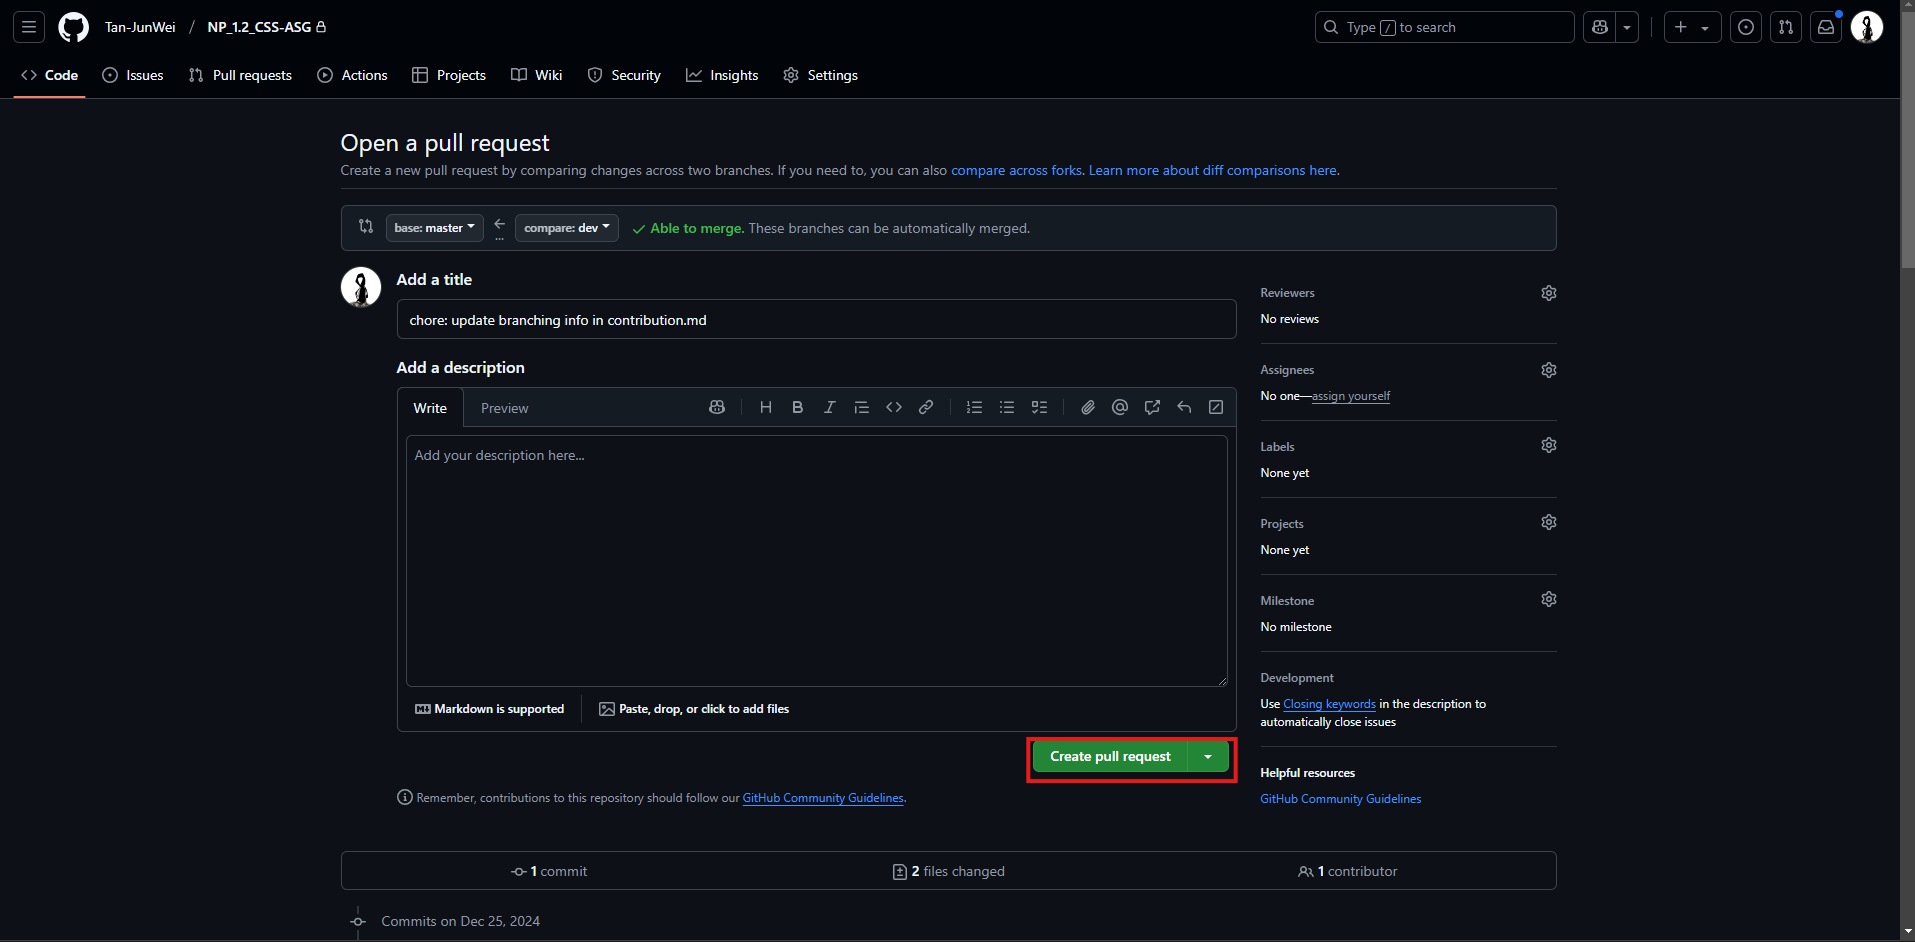 Tan-JunWei / NP_1.2_CSS-ASG
Type / to search
Code Issues Pull requests Actions Projects Wiki Security Insights Settings
Open a pull request
Create a new pull request by comparing changes across two branches. If you need to, you can also compare across forks. Learn more about diff comparisons here.
base: master compare: dev Able to merge. These branches can be automatically merged.
Add a title
chore: update branching info in contribution.md
Add a description
Write Preview
Add your description here...
Markdown is supported Paste, drop, or click to add files
Create pull request
Remember, contributions to this repository should follow our GitHub Community Guidelines.
Reviewers
No reviews
Assignees
No one—assign yourself
Labels
None yet
Projects
None yet
Milestone
No milestone
Development
Use Closing keywords in the description to
automatically close issues
Helpful resources
GitHub Community Guidelines
1 commit 2 files changed 1 contributor
Commits on Dec 25, 2024